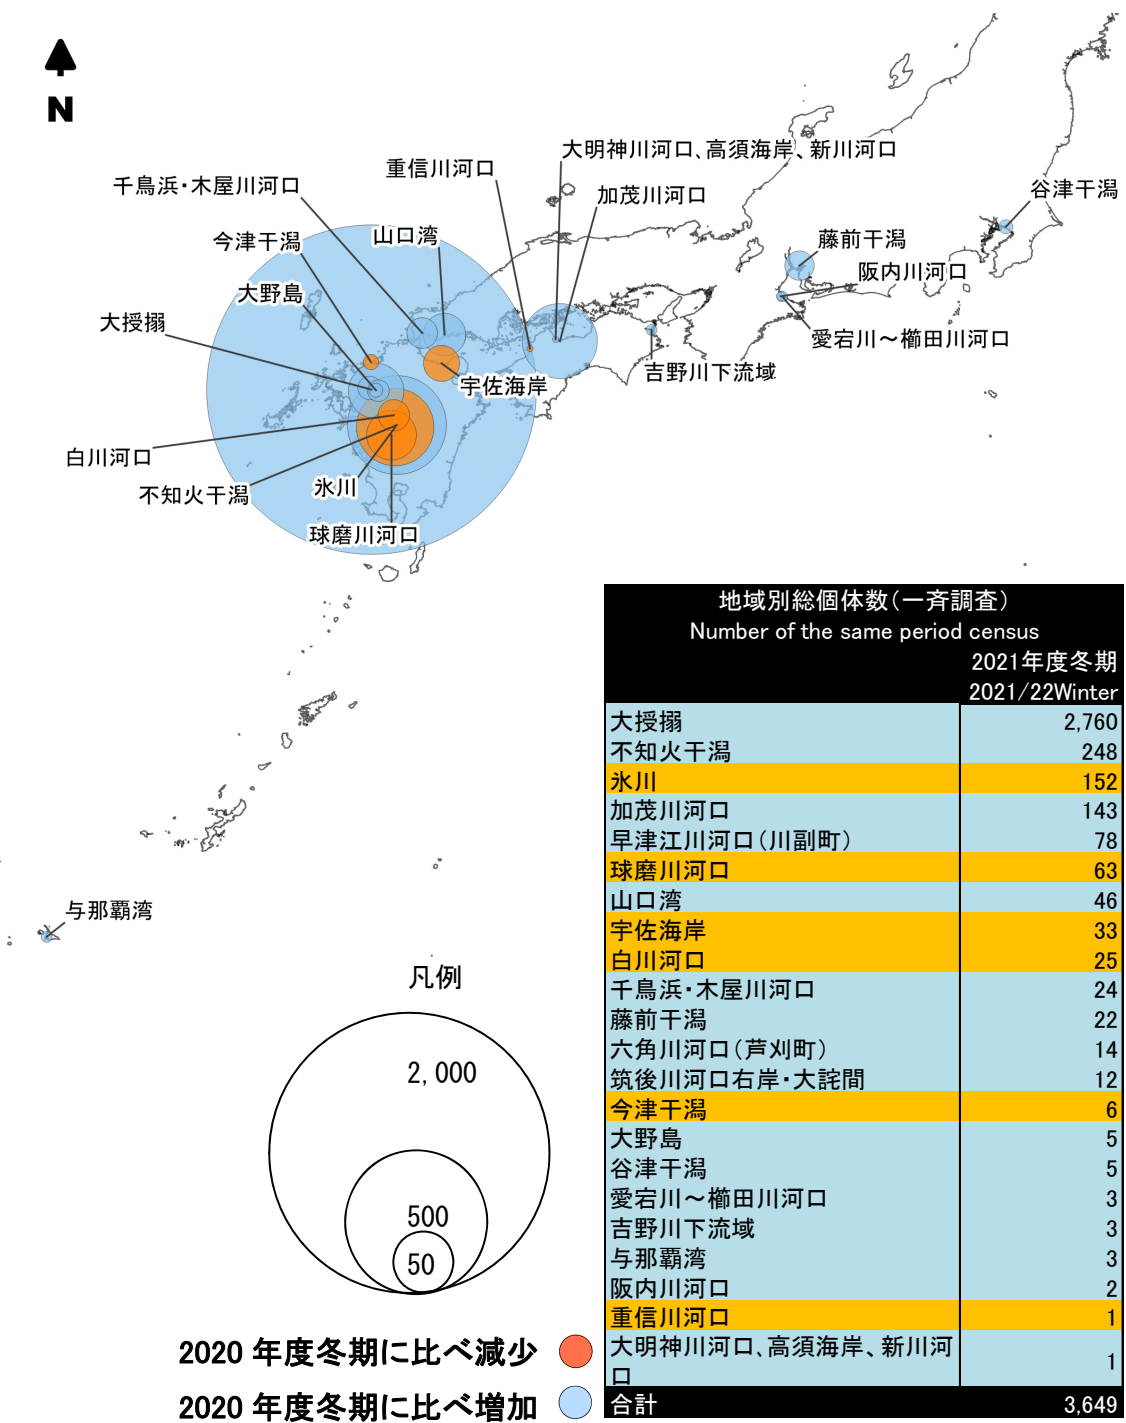 N
大明神川河口、高須海岸、新川河口
重信川河口
千鳥浜・木屋川河口
加茂川河口
谷津干潟
今津干潟
山口湾
藤前干潟
阪内川河口
大野島
大授搦
愛宕川～櫛田川河口
吉野川下流域
宇佐海岸
白川河口
不知火干潟
氷川
球磨川河口
与那覇湾
凡例
2,000
500
50
2020 年度冬期に比べ減少
2020 年度冬期に比べ増加
地域別総個体数(一斉調査)
Number of the same period census
2021年度冬期
2021/22Winter
大授搦 2,760
不知火干潟 248
氷川 152
加茂川河口 143
早津江川河口(川副町) 78
球磨川河口 63
山口湾 46
宇佐海岸 33
白川河口 25
千鳥浜・木屋川河口 24
藤前干潟 22
六角川河口(芦刈町) 14
筑後川河口右岸・大詫間 12
今津干潟 6
大野島 5
谷津干潟 5
愛宕川～櫛田川河口 3
吉野川下流域 3
与那覇湾 3
阪内川河口 2
重信川河口 1
大明神川河口、高須海岸、新川河
口 1
合計 3,649